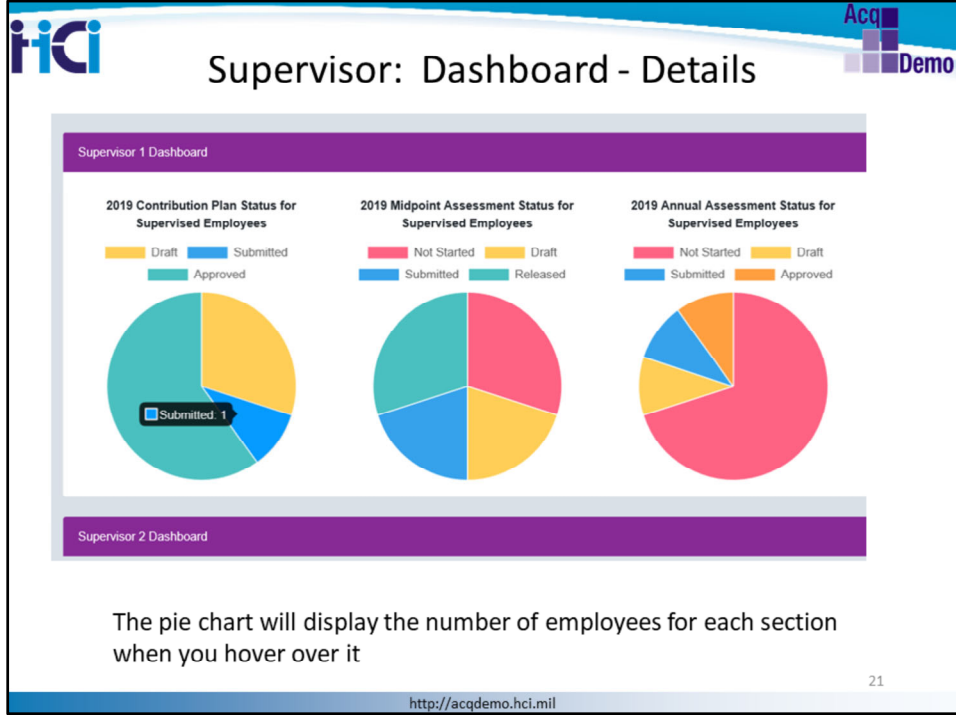 HCi
Acq
Demo
Supervisor: Dashboard - Details
Supervisor 1 Dashboard
2019 Contribution Plan Status for
Supervised Employees
Draft Submitted
Approved
Submitted: 1
2019 Midpoint Assessment Status for
Supervised Employees
Not Started Draft
Submitted Released
2019 Annual Assessment Status for
Supervised Employees
Not Started Draft
Submitted Approved
Supervisor 2 Dashboard
The pie chart will display the number of employees for each section
when you hover over it
21
http://acqdemo.hci.mil